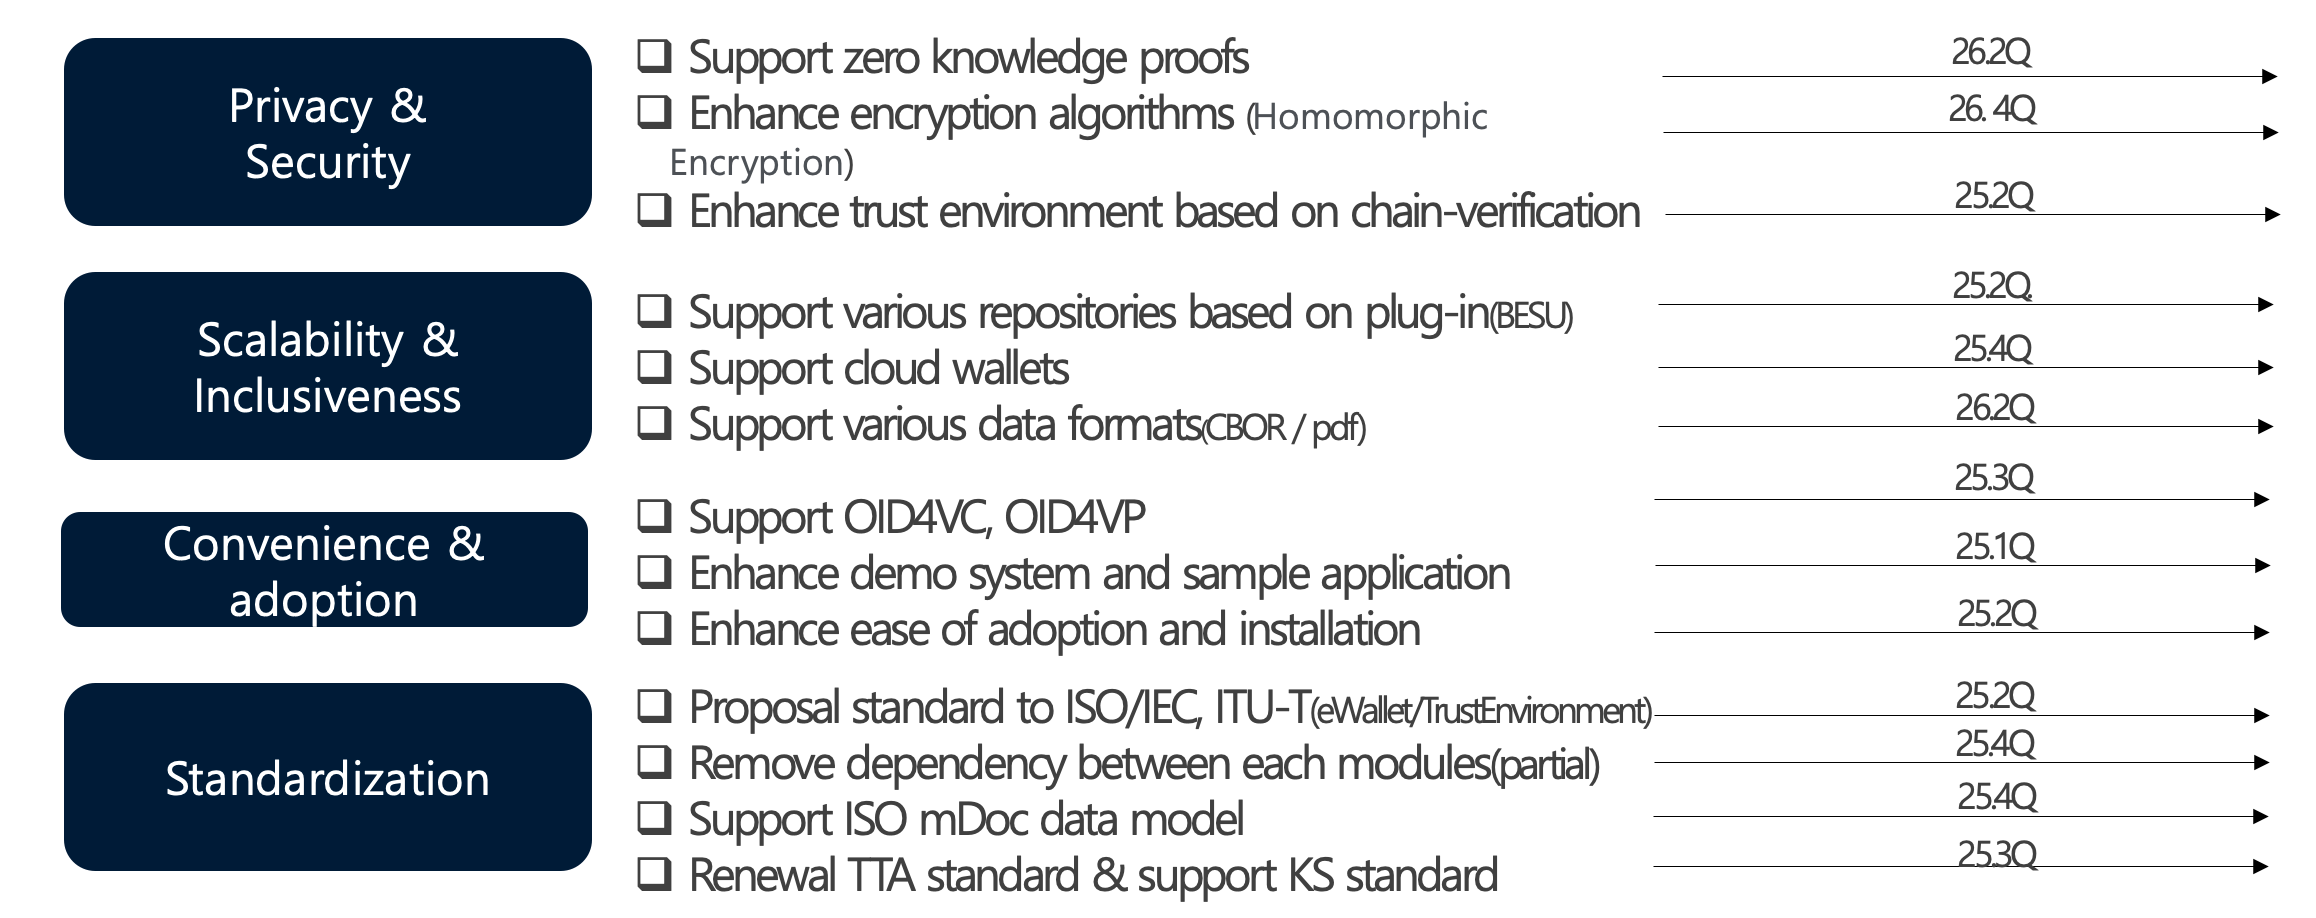 Privacy &
Security
❑ Support zero knowledge proofs
26.2Q
❑ Enhance encryption algorithms (Homomorphic
Encryption)
26. 4Q
❑ Enhance trust environment based on chain-verification
25.2Q
Scalability &
Inclusiveness
❑ Support various repositories based on plug-in(BESU)
25.2Q.
❑ Support cloud wallets
25.4Q
❑ Support various data formats(CBOR / pdf)
26.2Q
Convenience &
adoption
❑ Support OID4VC, OID4VP
25.3Q
❑ Enhance demo system and sample application
25.1Q
❑ Enhance ease of adoption and installation
25.2Q
Standardization
❑ Proposal standard to ISO/IEC, ITU-T(eWallet/TrustEnvironment)
25.2Q
❑ Remove dependency between each modules(partial)
25.4Q
❑ Support ISO mDoc data model
25.4Q
❑ Renewal TTA standard & support KS standard
25.3Q